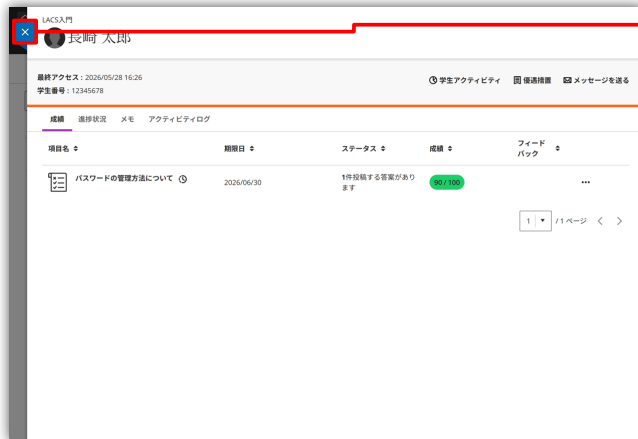 LACS入門
長崎 太郎
最終アクセス：2026/05/28 16:26
学生番号：12345678
学生アクティビティ 優遇措置 メッセージを送る
成績 進捗状況 メモ アクティビティログ
項目名 期限日 ステータス 成績 フィード
バック
パスワードの管理方法について 2026/06/30 1件投稿する答案があり
ます 90 / 100 •••
1 / 1 ページ